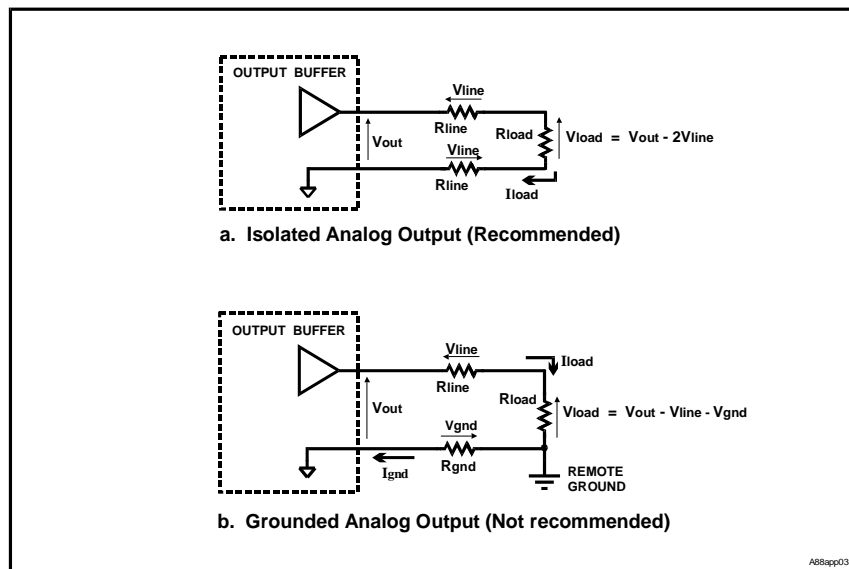 OUTPUT BUFFER
Vline
Rline
Vout
Rload
Vload = Vout - 2Vline
Vline
Rline
Iload
a. Isolated Analog Output (Recommended)
OUTPUT BUFFER
Vline
Iload
Rline
Rload
Vout
Vload = Vout - Vline - Vgnd
Vgnd
Ignd
Rgnd
REMOTE
GROUND
b. Grounded Analog Output (Not recommended)
A88app03